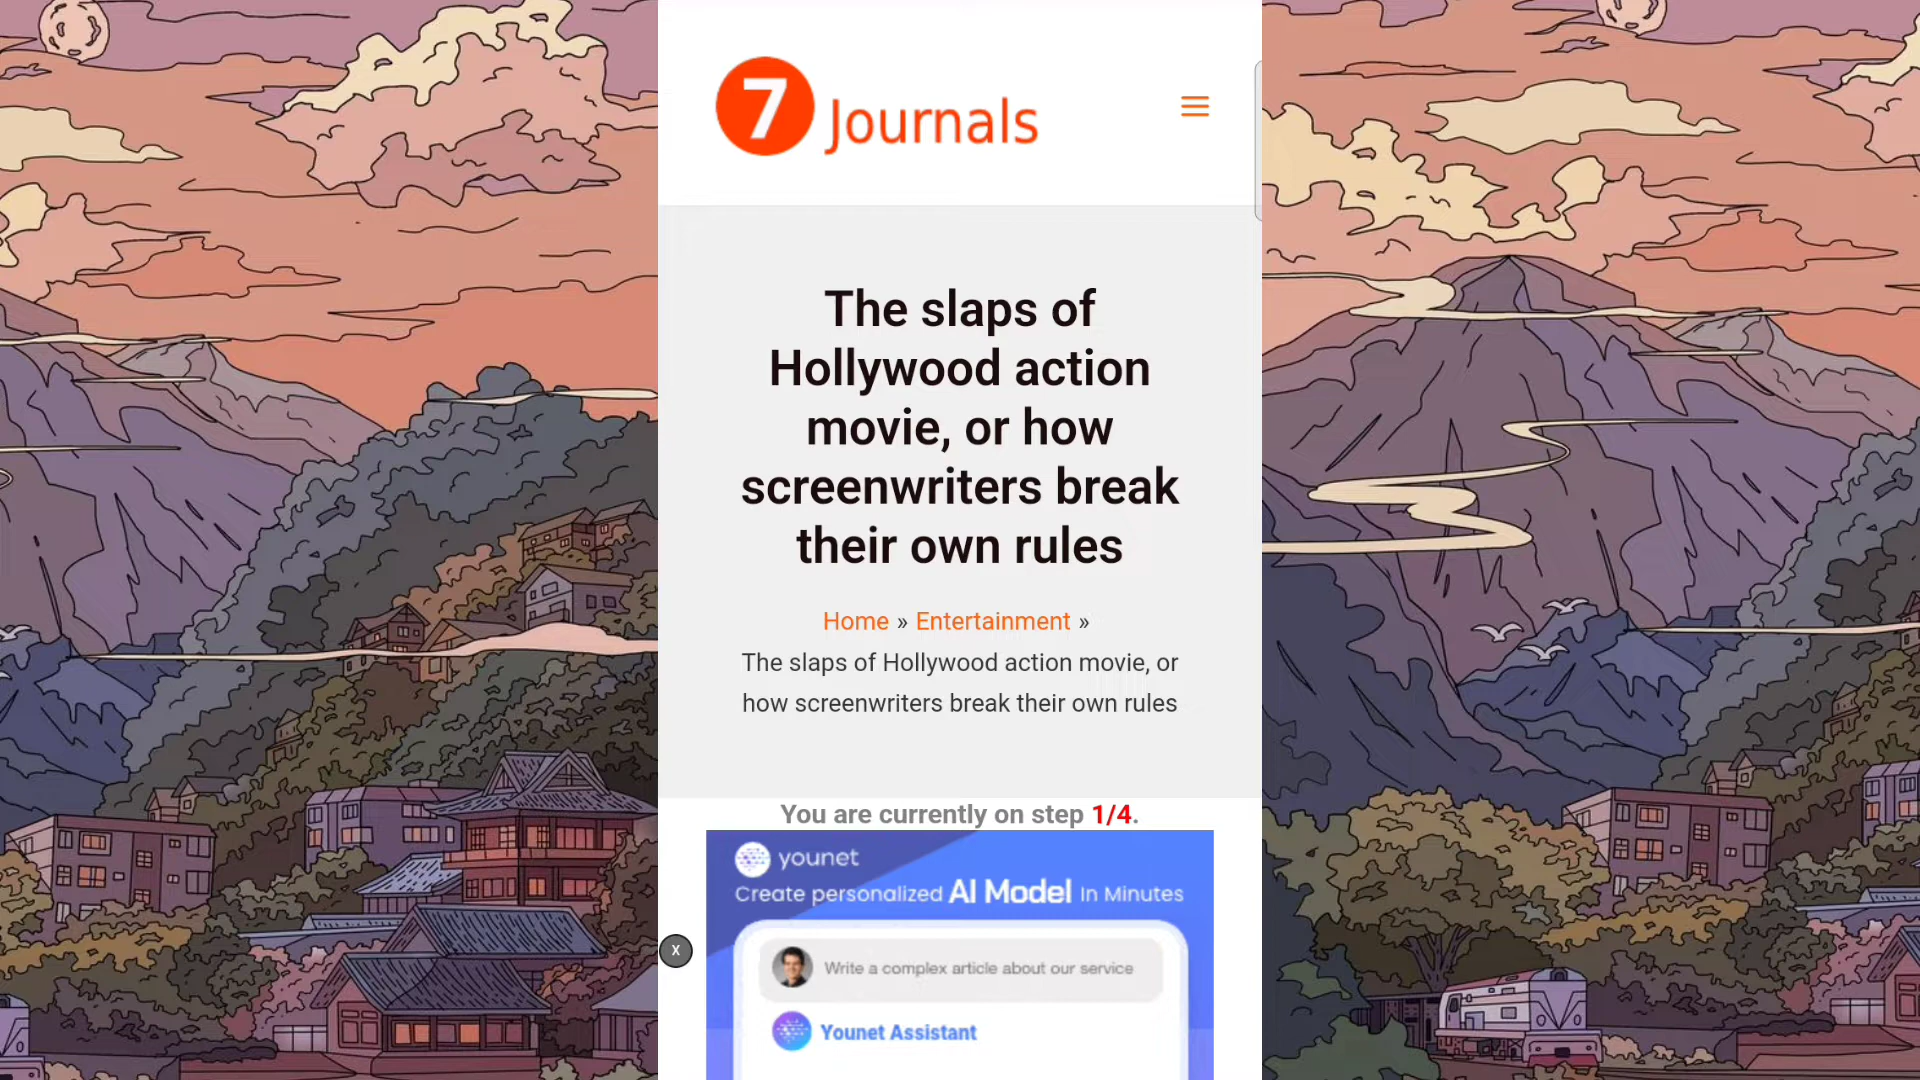 7 Journals
The slaps of
Hollywood action
movie, or how
screenwriters break
their own rules
Home » Entertainment »
The slaps of Hollywood action movie, or
how screenwriters break their own rules
You are currently on step 1/4.
younet
Create personalized AI Model In Minutes
Write a complex article about our service
X
Younet Assistant